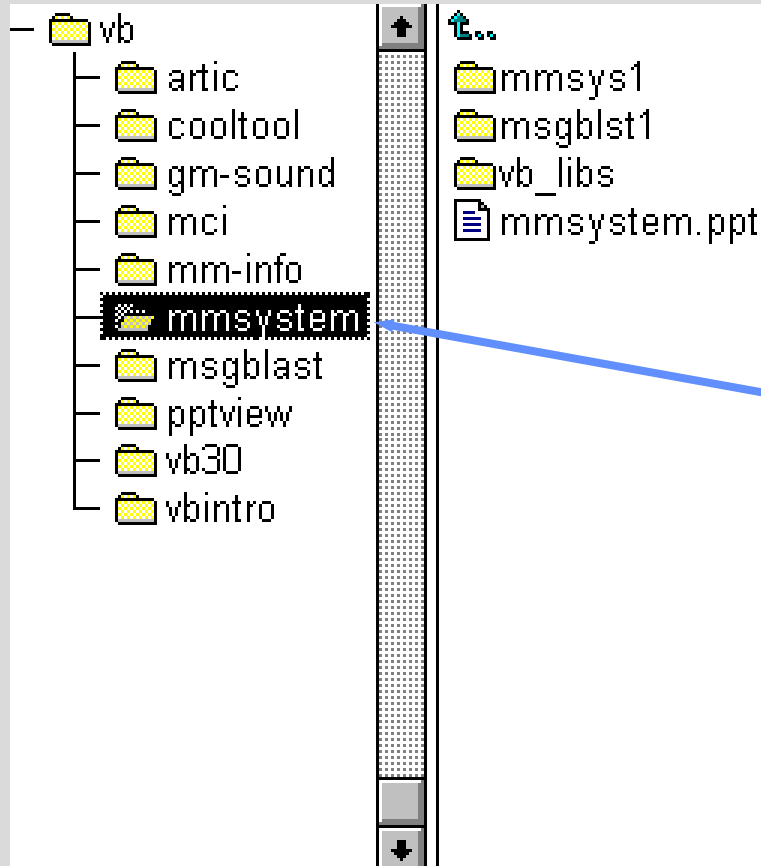 vb
artic
cooltool
gm-sound
mci
mm-info
mmsystem
msgblast
pptview
vb30
vbintro
..
mmsys1
msgblst1
vb_libs
mmsystem.ppt